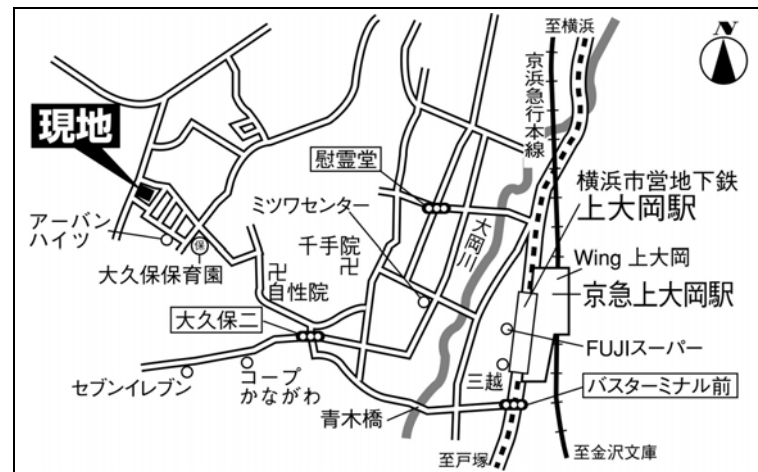 至横浜
N
京浜急行本線
現地
慰霊堂
横浜市営地下鉄
上大岡駅
ミツワセンター
アーバン
ハイツ
大岡川
保
千手院
卍
Wing 上大岡
大久保保育園
卍
自性院
京急上大岡駅
大久保二
FUJIスーパー
三越
セブンイレブン
コープ
かながわ
バスターミナル前
青木橋
至戸塚
至金沢文庫